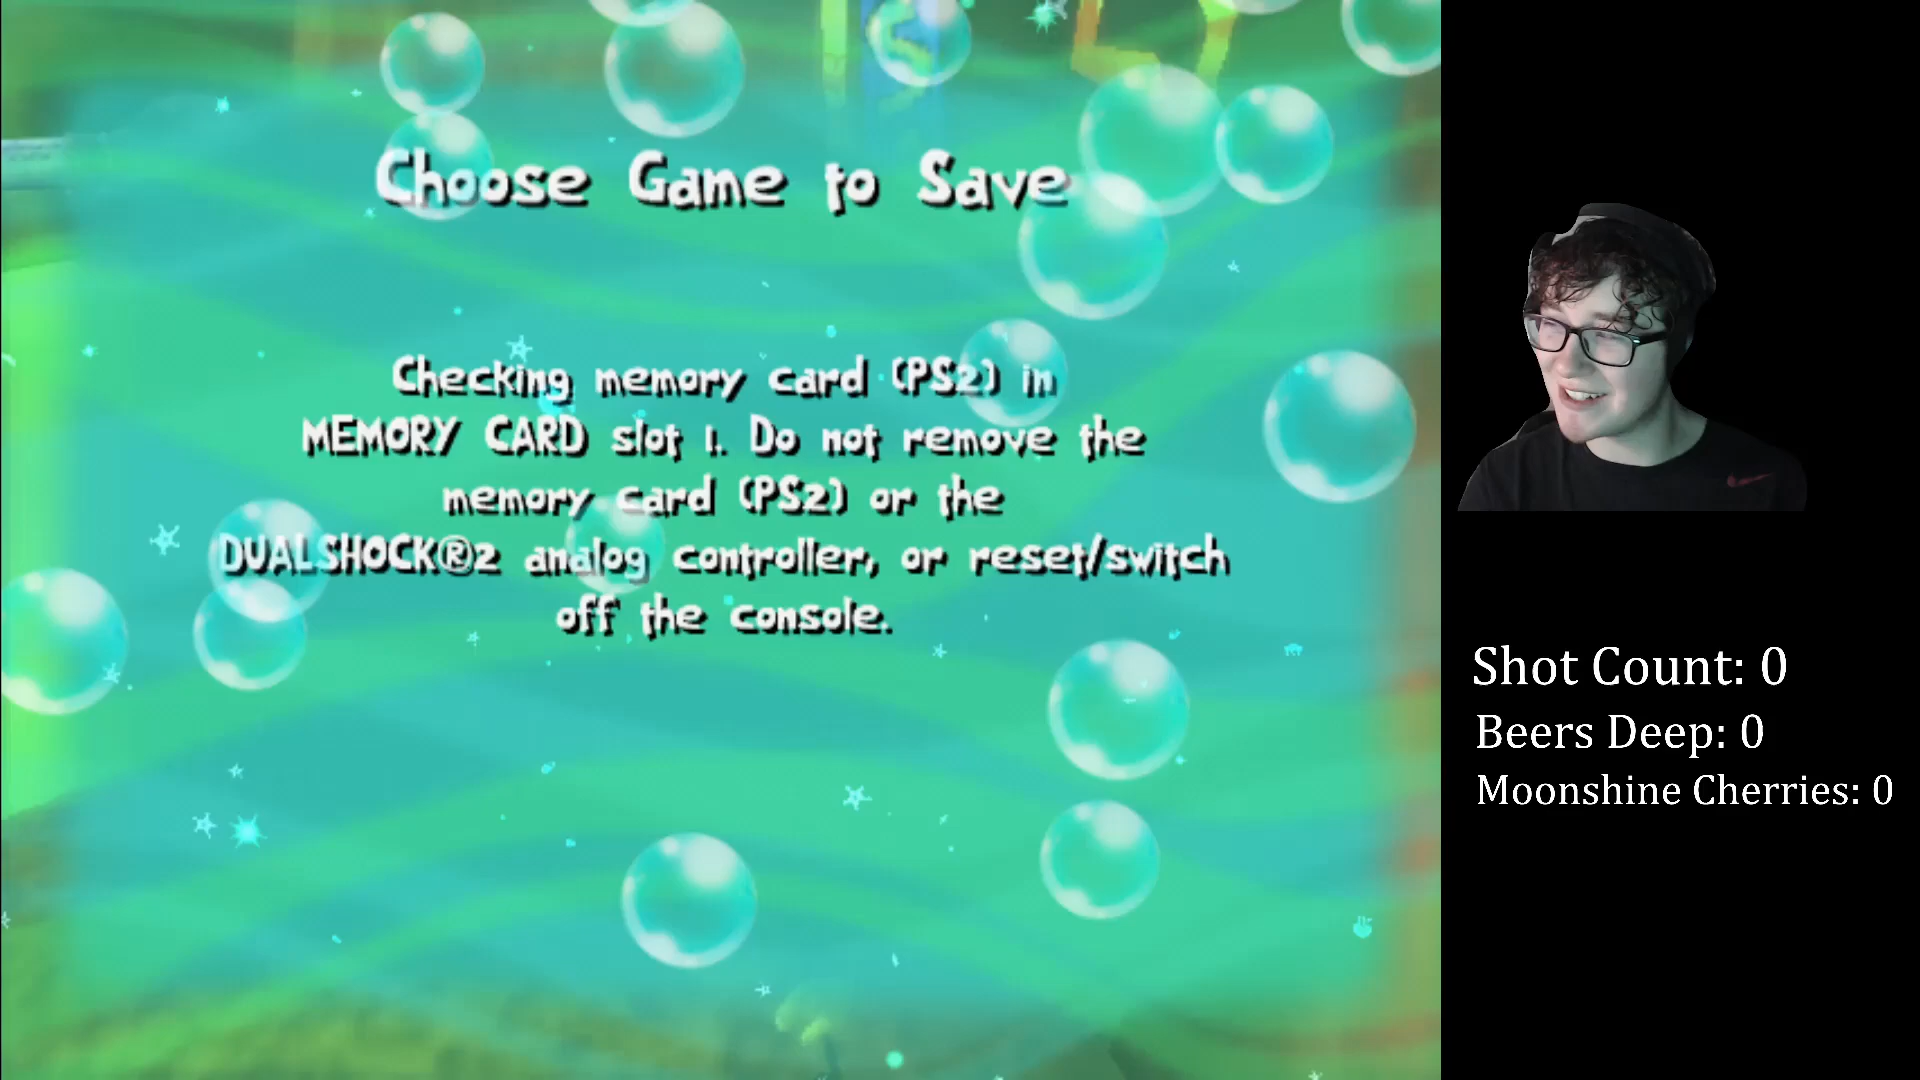 Choose Game to Save
Checking memory card (PS2) in
MEMORY CARD slot 1. Do not remove the
memory card (PS2) or the
DUALSHOCK®2 analog controller, or reset/switch
off the console.
Shot Count: 0
Beers Deep: 0
Moonshine Cherries: 0